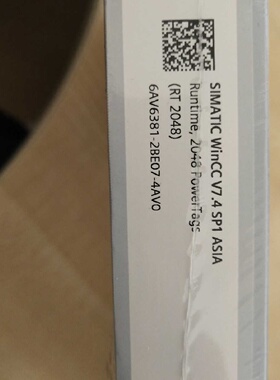 SIMATIC WinCC V7.4 SP1 ASIA
Runtime, 2048 PowerTags
(RT 2048)
6AV6381-2BE07-4AV0